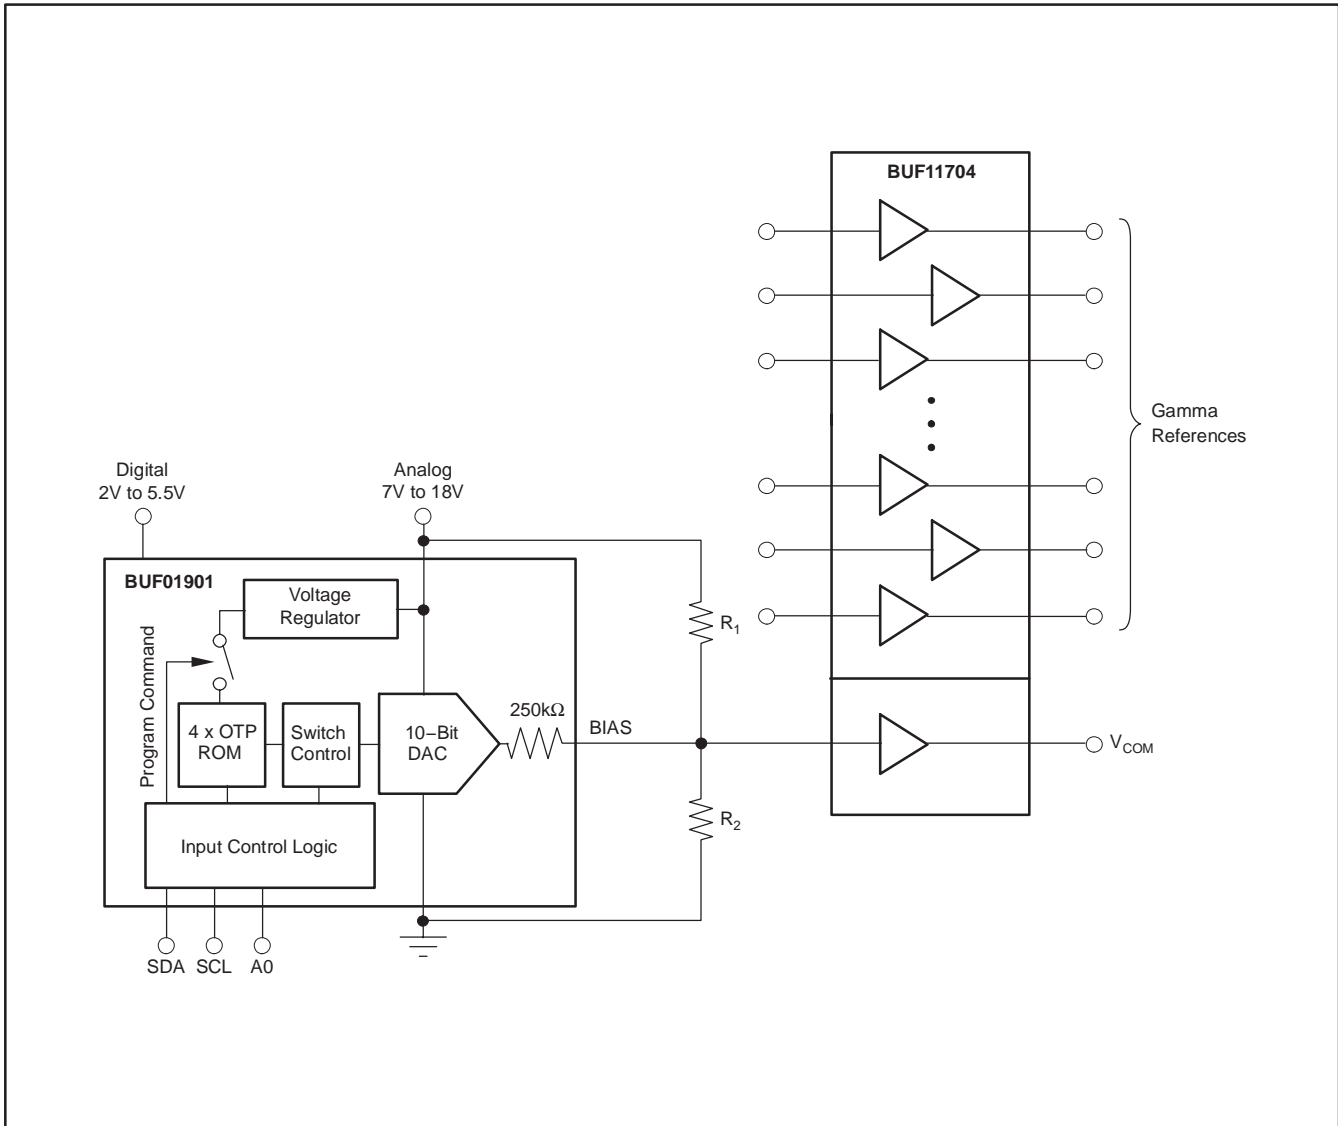 BUF11704
Gamma
References
Digital
2V to 5.5V
Analog
7V to 18V
BUF01901
Voltage
Regulator
Program Command
R1
4 x OTP
ROM
Switch
Control
10−Bit
DAC
250kΩ
BIAS
VCOM
R2
Input Control Logic
SDA SCL A0